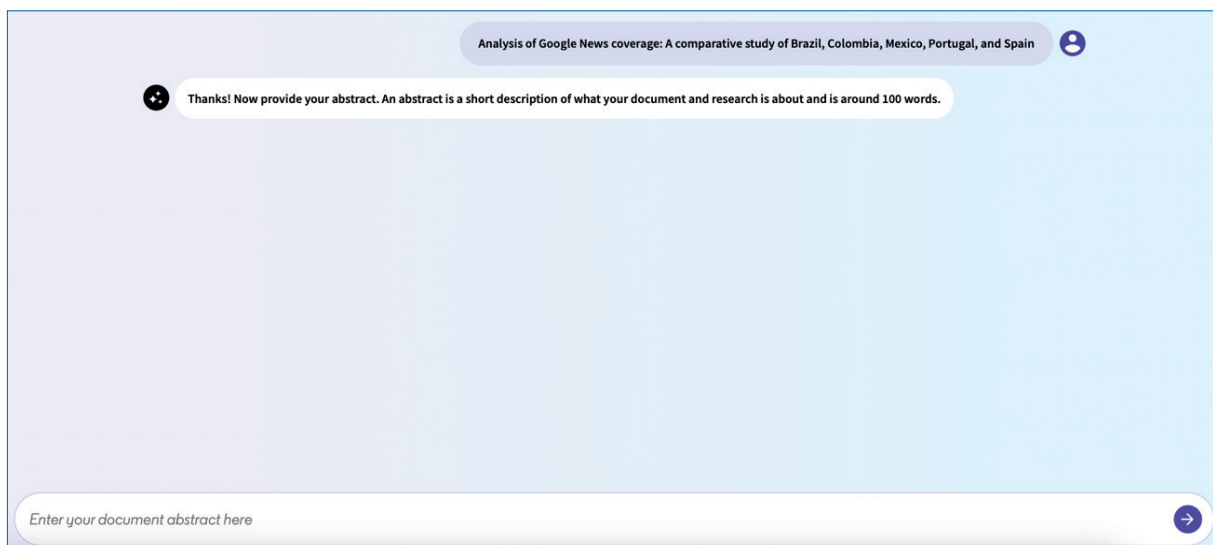 Analysis of Google News coverage: A comparative study of Brazil, Colombia, Mexico, Portugal, and Spain
Thanks! Now provide your abstract. An abstract is a short description of what your document and research is about and is around 100 words.
Enter your document abstract here